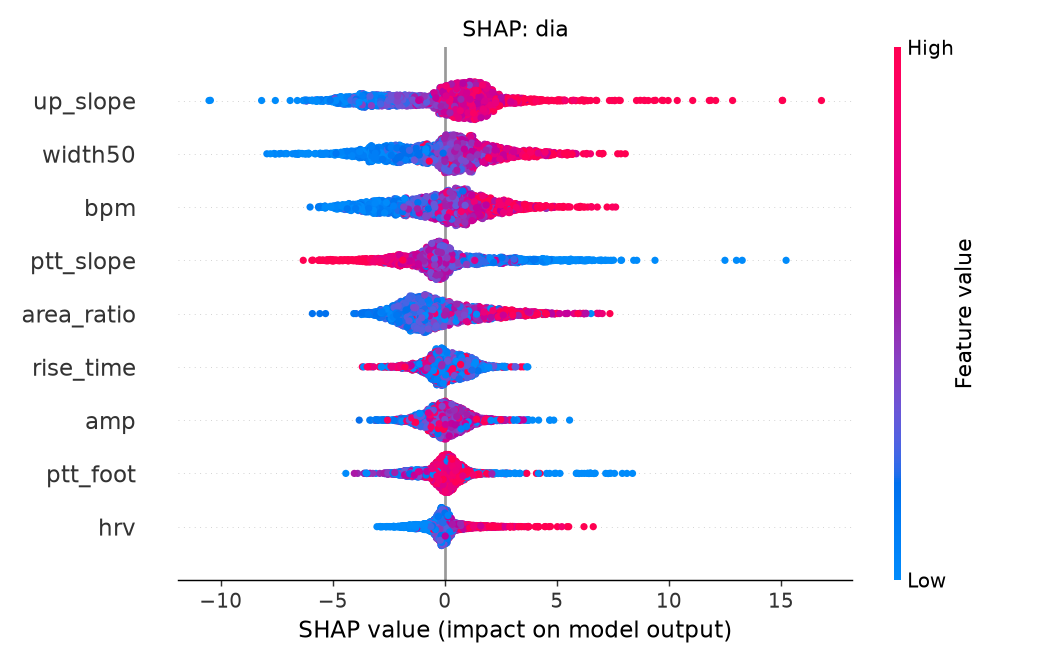 SHAP: dia
High
up_slope
width50
bpm
ptt_slope
area_ratio
rise_time
amp
ptt_foot
hrv
Feature value
Low
−10 −5 0 5 10 15
SHAP value (impact on model output)